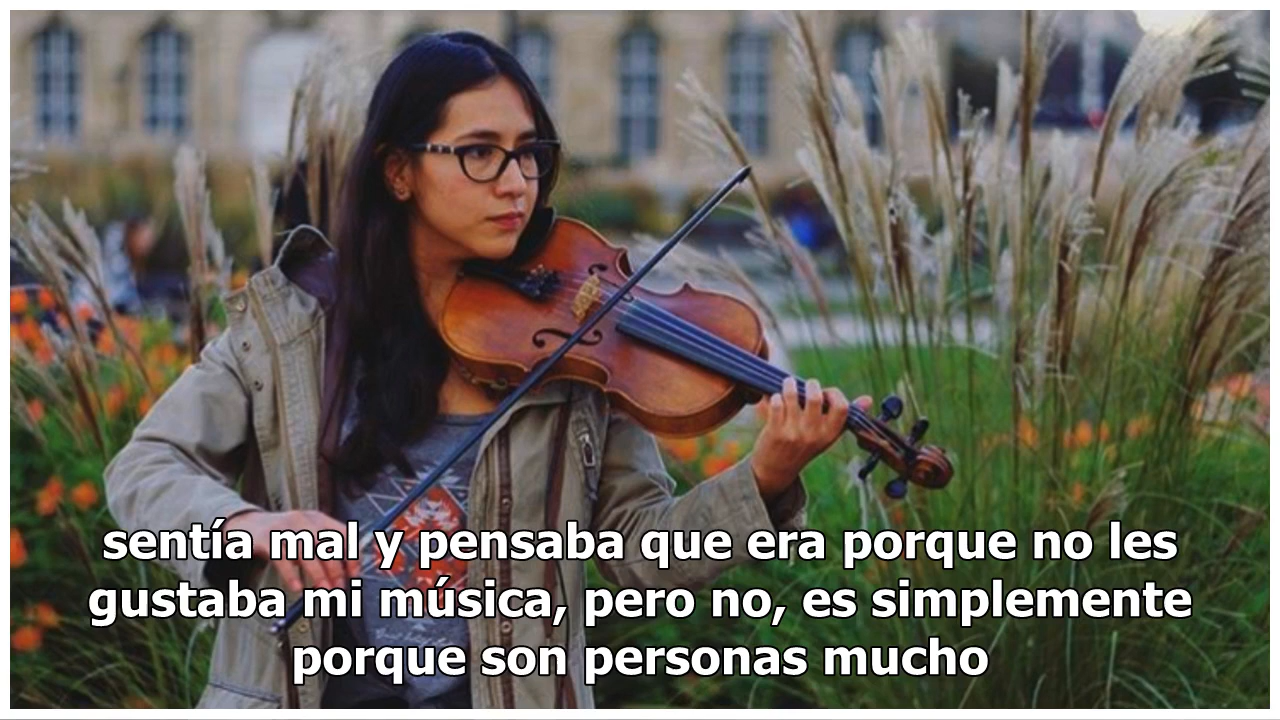 sentía mal y pensaba que era porque no les
gustaba mi música, pero no, es simplemente
porque son personas mucho